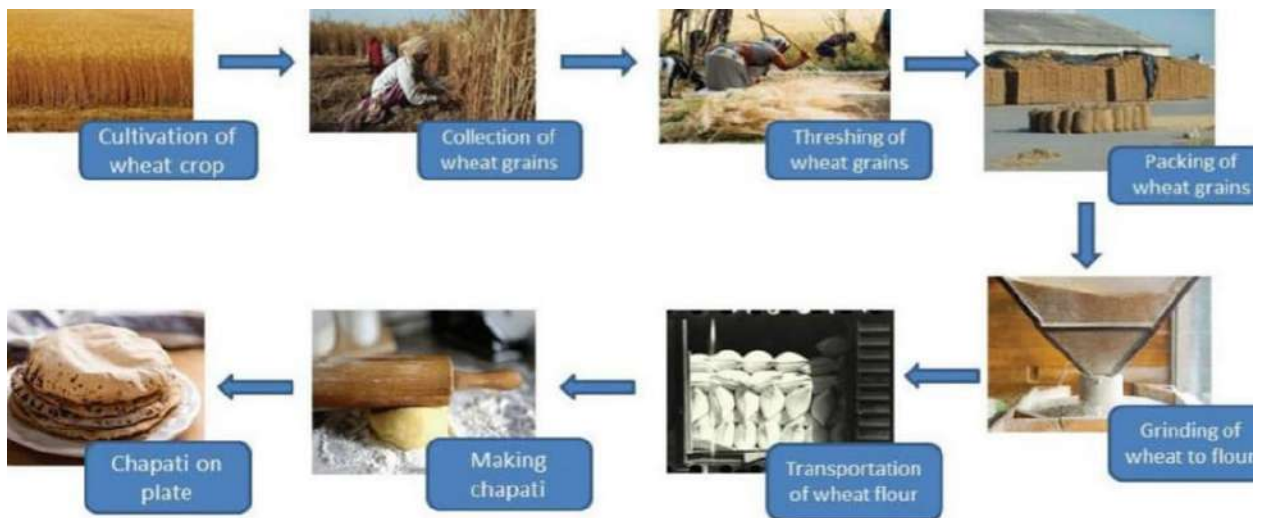 Cultivation of
wheat crop
Collection of
wheat grains
Threshing of
wheat grains
Packing of
wheat grains
Grinding of
wheat to flour
Transportation
of wheat flour
Making
chapati
Chapati on
plate